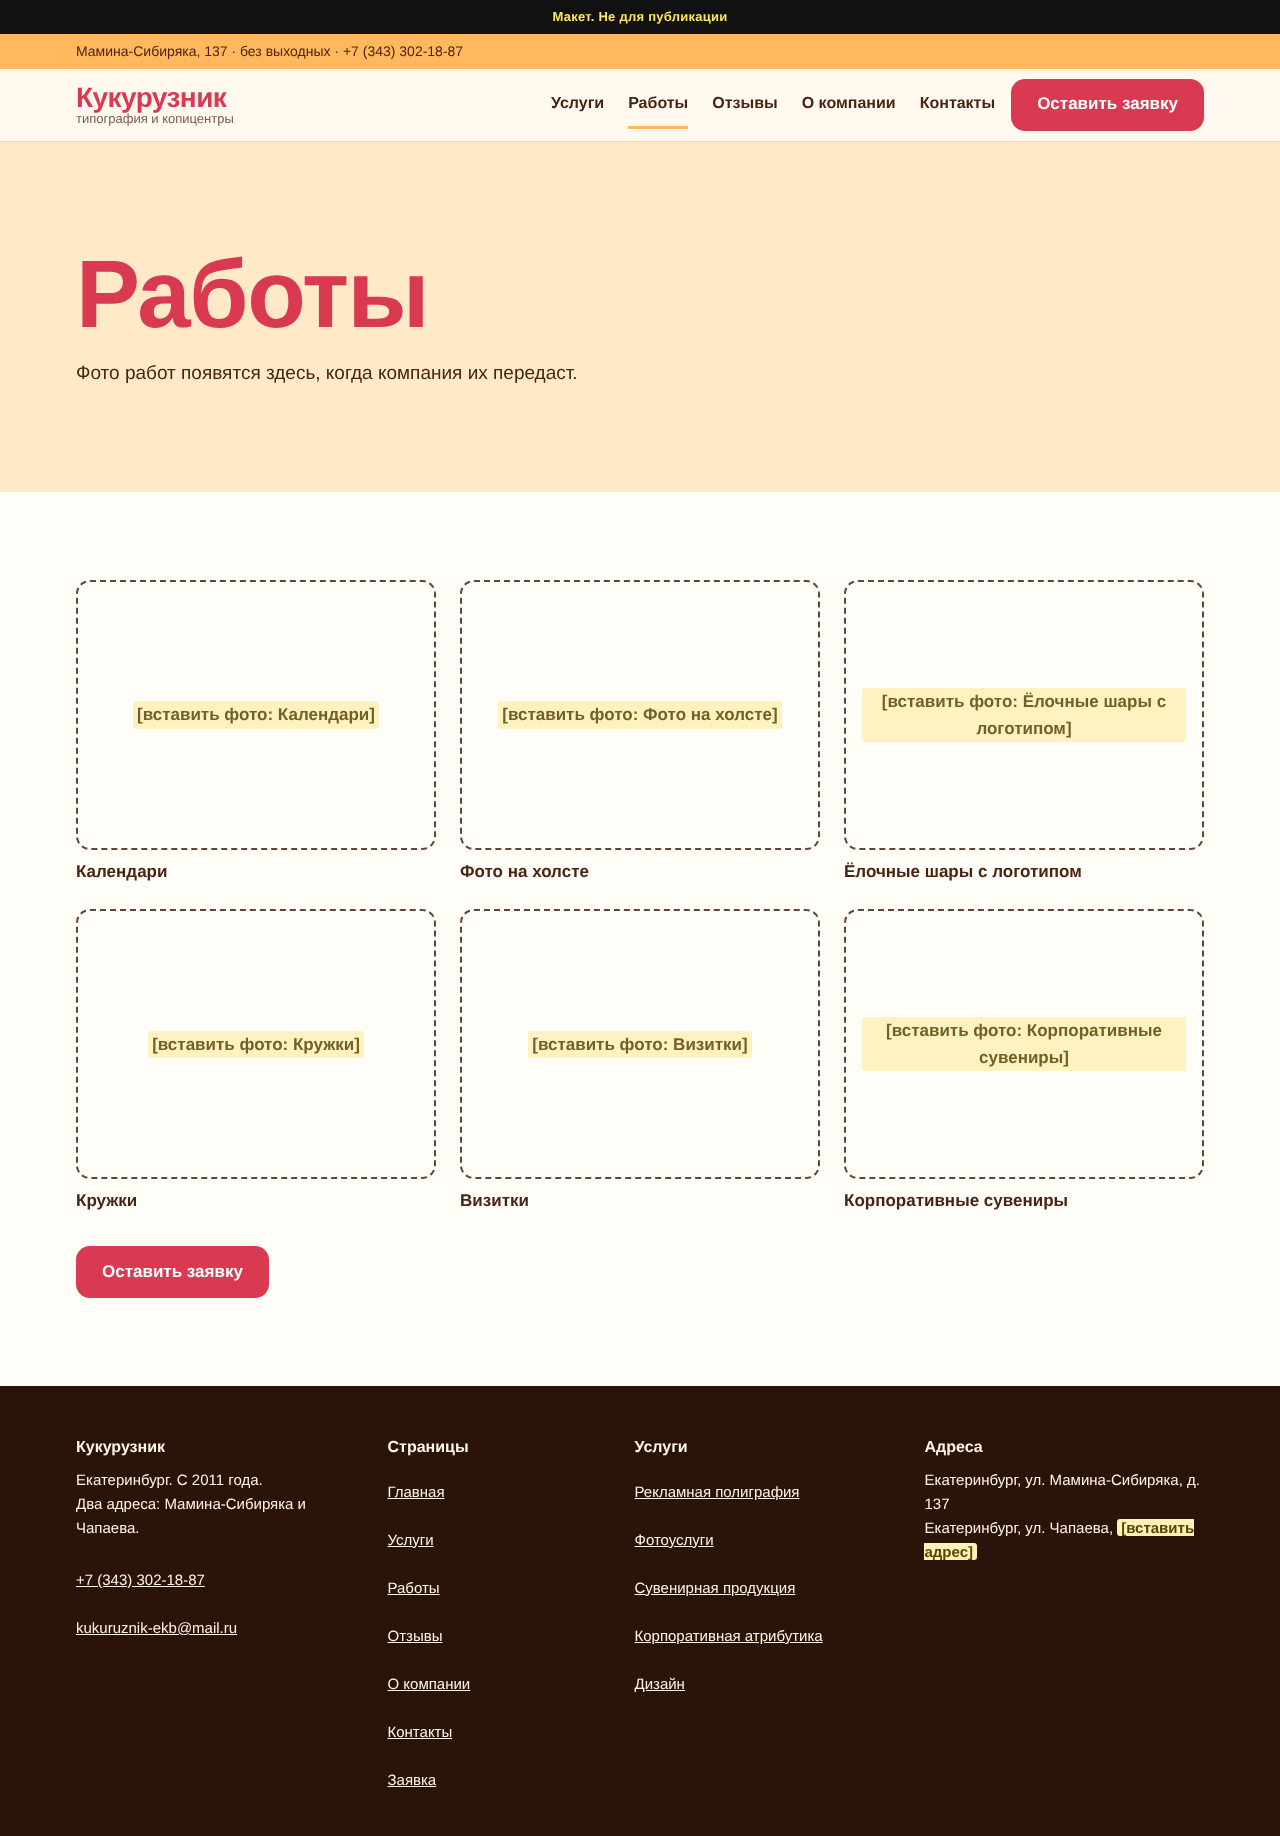 Макет. Не для публикации
Мамина-Сибиряка, 137 · без выходных · +7 (343) 302-18-87
Кукурузник
типография и копицентры
Услуги
Работы
Отзывы
О компании
Контакты
Оставить заявку
Работы
Фото работ появятся здесь, когда компания их передаст.
[вставить фото: Календари]
[вставить фото: Фото на холсте]
[вставить фото: Ёлочные шары с
логотипом]
Календари
Фото на холсте
Ёлочные шары с логотипом
[вставить фото: Кружки]
[вставить фото: Визитки]
[вставить фото: Корпоративные
сувениры]
Кружки
Визитки
Корпоративные сувениры
Оставить заявку
Кукурузник
Екатеринбург. С 2011 года.
Два адреса: Мамина-Сибиряка и
Чапаева.
+7 (343) 302-18-87
kukuruznik-ekb@mail.ru
Страницы
Главная
Услуги
Работы
Отзывы
О компании
Контакты
Заявка
Услуги
Рекламная полиграфия
Фотоуслуги
Сувенирная продукция
Корпоративная атрибутика
Дизайн
Адреса
Екатеринбург, ул. Мамина-Сибиряка, д.
137
Екатеринбург, ул. Чапаева, [вставить
адрес]